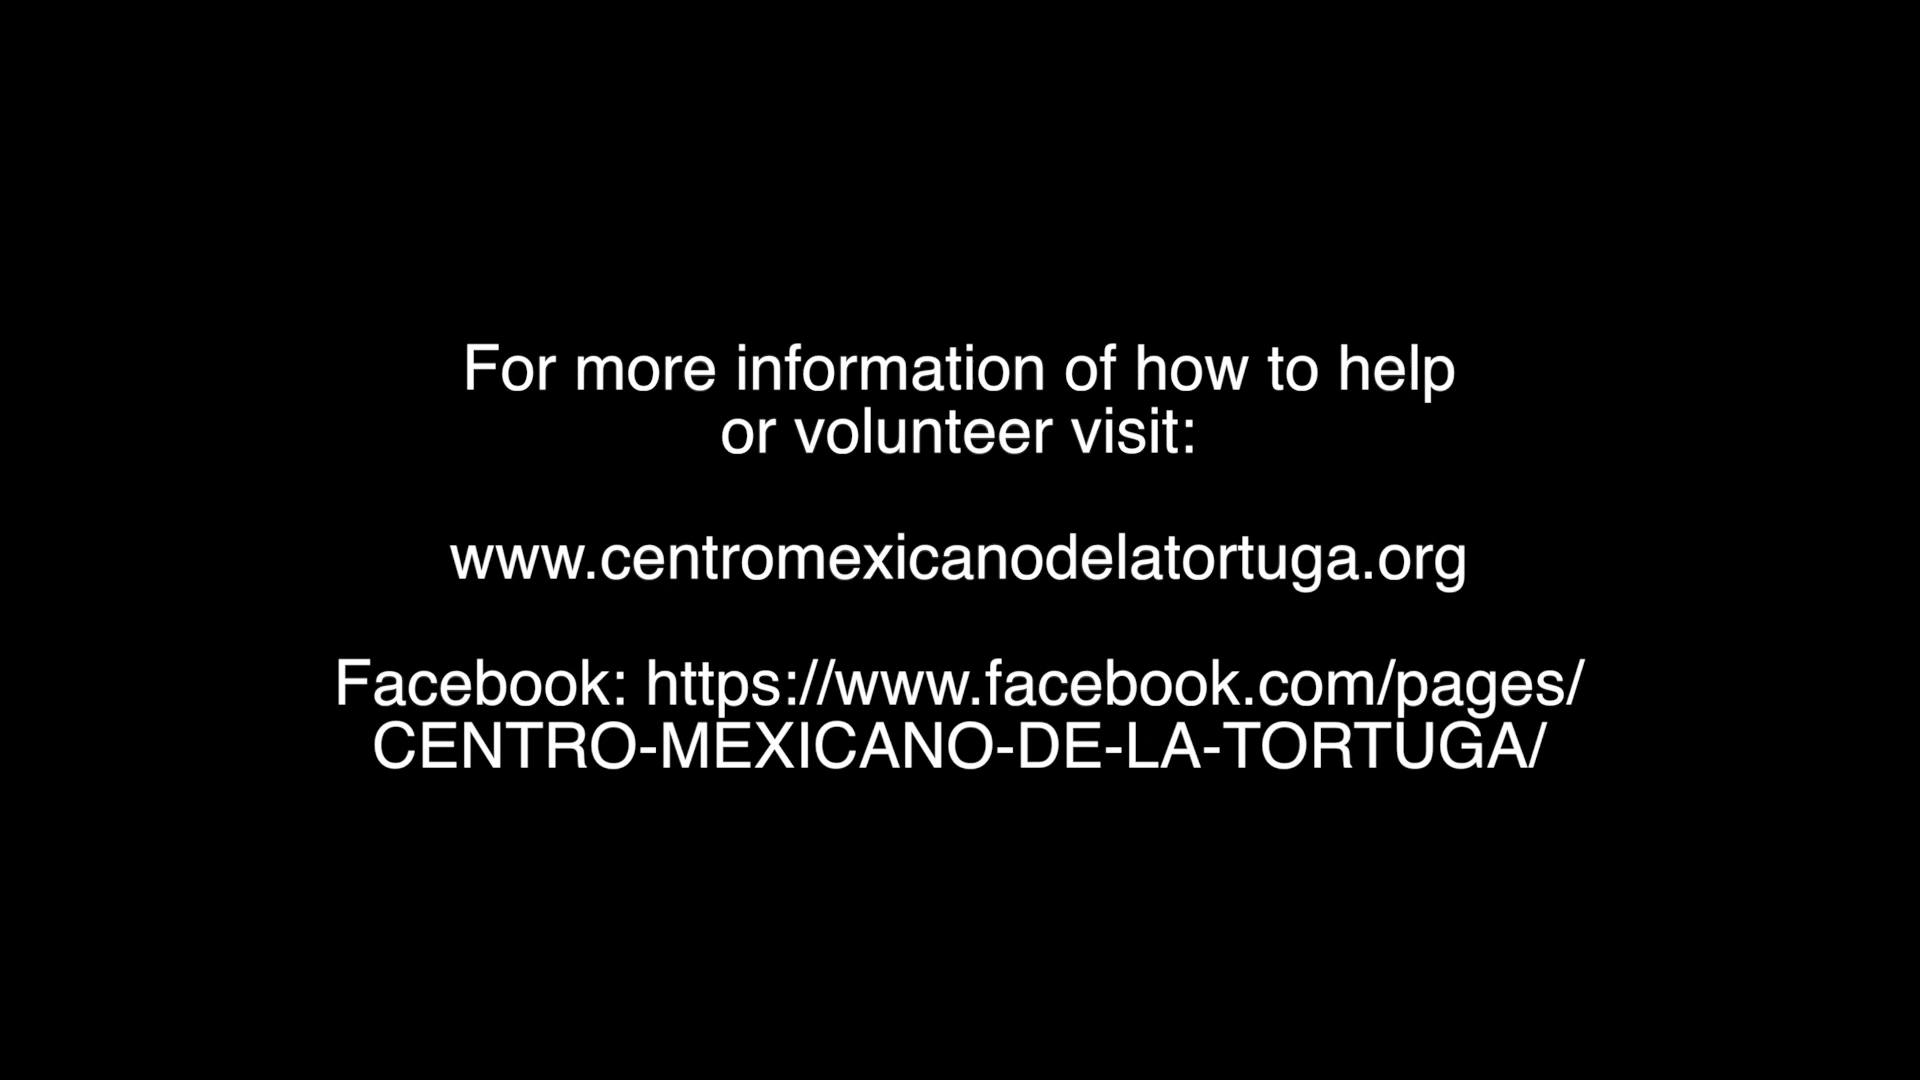 For more information of how to help
or volunteer visit:
www.centromexicanodelatortuga.org
Facebook: https://www.facebook.com/pages/
CENTRO-MEXICANO-DE-LA-TORTUGA/